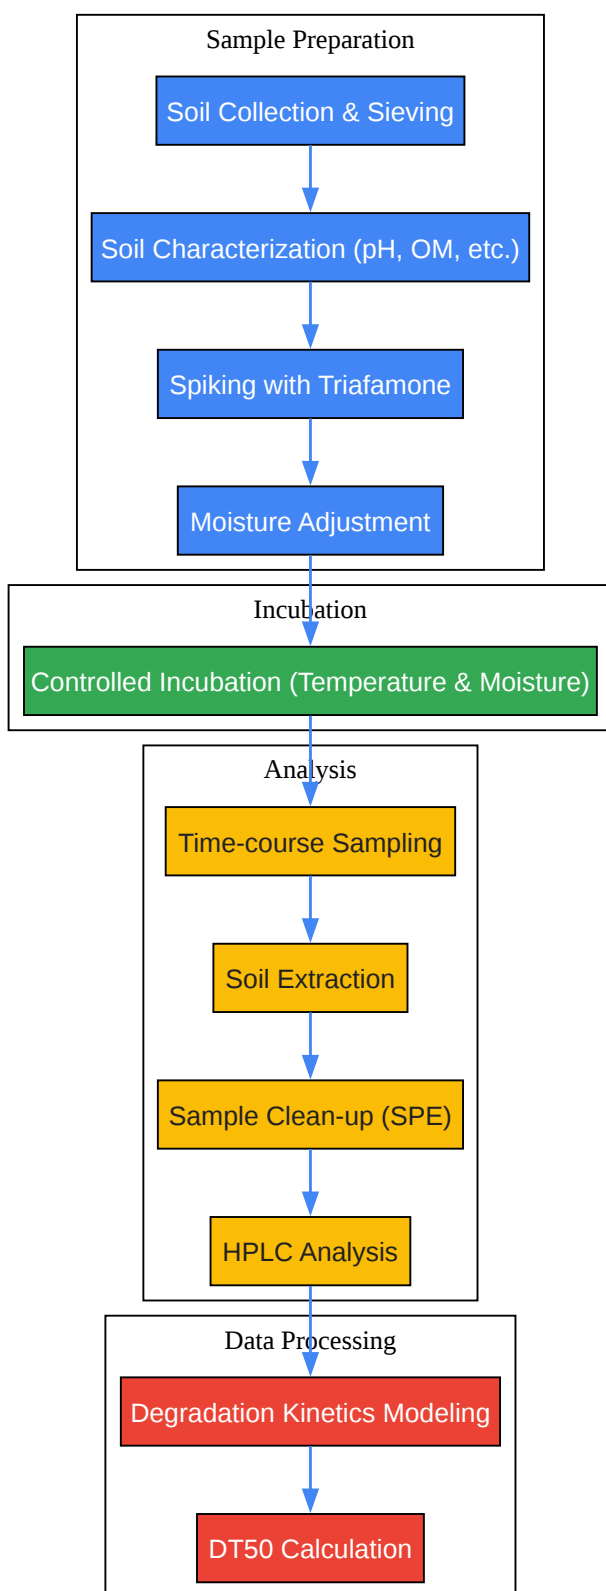 Sample Preparation
Soil Collection & Sieving
Soil Characterization (pH, OM, etc.)
Spiking with Triafamone
Moisture Adjustment
Incubation
Controlled Incubation (Temperature & Moisture)
Analysis
Time-course Sampling
Soil Extraction
Sample Clean-up (SPE)
HPLC Analysis
Data Processing
Degradation Kinetics Modeling
DT50 Calculation